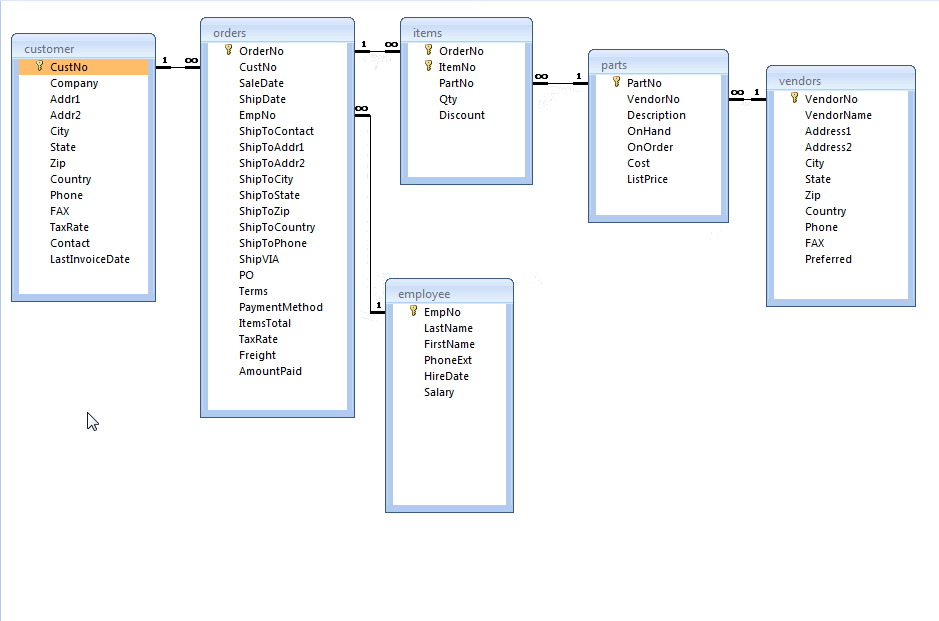 customer
CustNo
Company
Addr1
Addr2
City
State
Zip
Country
Phone
FAX
TaxRate
Contact
LastInvoiceDate
1
∞
orders
OrderNo
CustNo
SaleDate
ShipDate
EmpNo
ShipToContact
ShipToAddr1
ShipToAddr2
ShipToCity
ShipToState
ShipToZip
ShipToCountry
ShipToPhone
ShipVIA
PO
Terms
PaymentMethod
ItemsTotal
TaxRate
Freight
AmountPaid
1
∞
∞
1
items
OrderNo
ItemNo
PartNo
Qty
Discount
employee
EmpNo
LastName
FirstName
PhoneExt
HireDate
Salary
∞
1
parts
PartNo
VendorNo
Description
OnHand
OnOrder
Cost
ListPrice
∞
1
vendors
VendorNo
VendorName
Address1
Address2
City
State
Zip
Country
Phone
FAX
Preferred